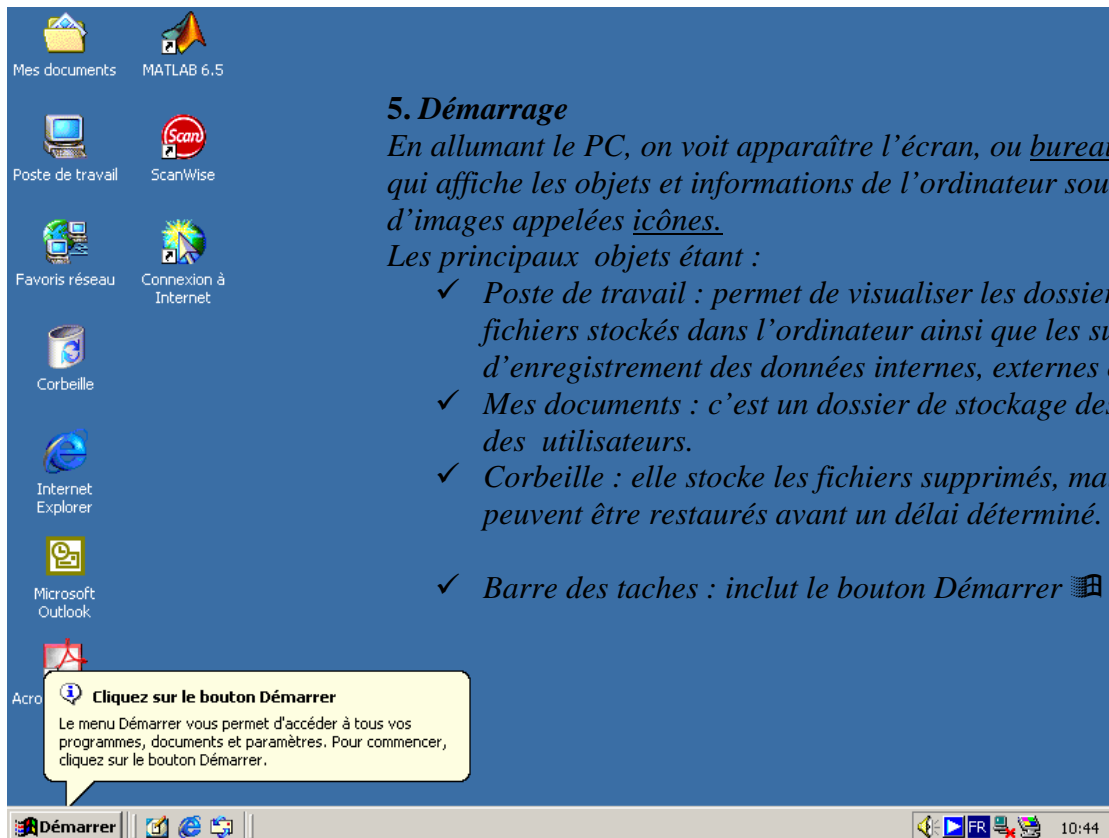 Mes documents
MATLAB 6.5
Poste de travail
ScanWise
Scan
Favoris réseau
Connexion à
Internet
Corbeille
Internet
Explorer
Microsoft
Outlook
Acro
5. Démarrage
En allumant le PC, on voit apparaître l’écran, ou
qui affiche les objets et informations de l’ordinateur
d’images appelées icônes.
Les principaux objets étant :
✓ Poste de travail : permet de visualiser les
fichiers stockés dans l’ordinateur ainsi que les
d’enregistrement des données internes, externes
✓ Mes documents : c’est un dossier de stockage
des utilisateurs.
✓ Corbeille : elle stocke les fichiers supprimés,
peuvent être restaurés avant un délai déterminé.
✓ Barre des taches : inclut le bouton Démarrer
Cliquez sur le bouton Démarrer
Le menu Démarrer vous permet d'accéder à tous vos
programmes, documents et paramètres. Pour commencer,
cliquez sur le bouton Démarrer.
Démarrer
FR
10:44